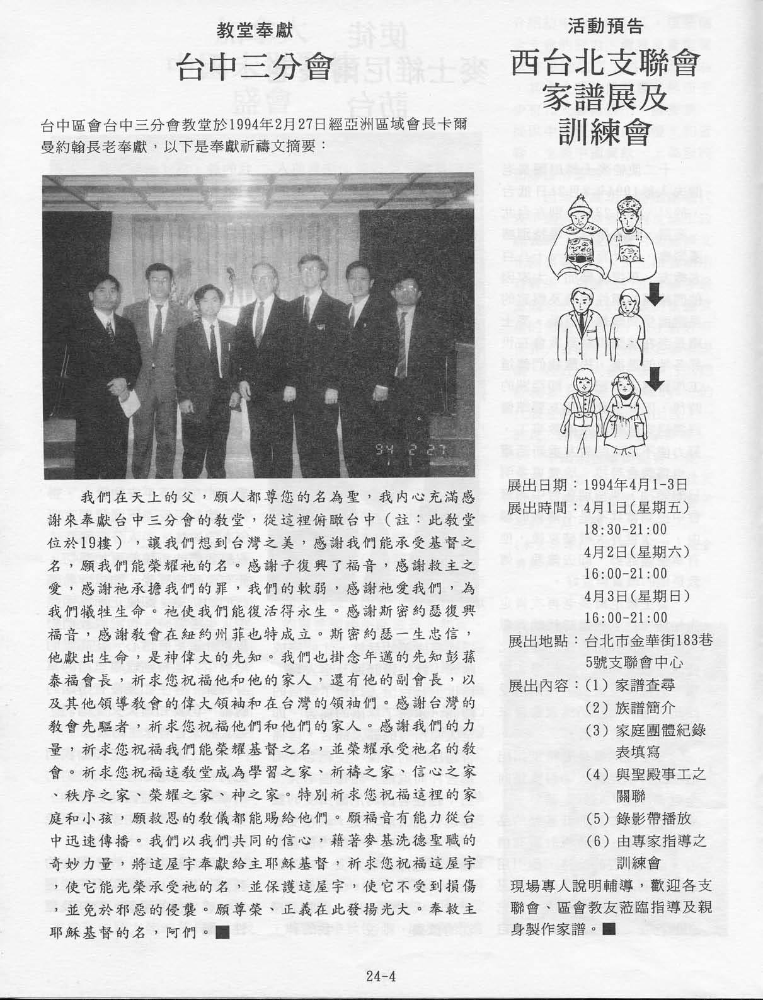 教堂奉獻
台中三分會
台中區會台中三分會教堂於1994年2月27日經亞洲區域會長卡爾
曼約翰長老奉獻，以下是奉獻祈禱文摘要：
94 2 27
我們在天上的父，願人都尊您的名為聖，我內心充滿感
謝來奉獻台中三分會的教堂，從這裡俯瞰台中（註：此教堂
位於19樓），讓我們想到台灣之美，感謝我們能承受基督之
名，願我們能榮耀祂的名。感謝子復興了福音，感謝救主之
愛，感謝祂承擔我們的罪，我們的軟弱，感謝祂愛我們，為
我們犧牲生命。祂使我們能復活得永生。感謝斯密約瑟復興
福音，感謝教會在紐約州菲也特成立。斯密約瑟一生忠信，
他獻出生命，是神偉大的先知。我們也掛念年邁的先知彭蓀
泰福會長，祈求您祝福他和他的家人，還有他的副會長，以
及其他領導教會的偉大領袖和在台灣的領袖們。感謝台灣的
教會先驅者，祈求您祝福他們和他們的家人。感謝我們的力
量，祈求您祝福我們能榮耀基督之名，並榮耀承受祂名的教
會。祈求您祝福這教堂成為學習之家、祈禱之家、信心之家
、秩序之家、榮耀之家、神之家。特別祈求您祝福這裡的家
庭和小孩，願救恩的教儀都能賜給他們。願福音有能力從台
中迅速傳播。我們以我們共同的信心，藉著麥基洗德聖職的
奇妙力量，將這屋宇奉獻給主耶穌基督，祈求您祝福這屋宇
，使它能光榮承受祂的名，並保護這屋宇，使它不受到損傷
，並免於邪惡的侵襲。願尊榮、正義在此發揚光大。奉救主
耶穌基督的名，阿們。■
活動預告
西台北支聯會
家譜展及
訓練會
展出日期：1994年4月1-3日
展出時間：4月1日(星期五)
18:30-21:00
4月2日(星期六)
16:00-21:00
4月3日(星期日)
16:00-21:00
展出地點：台北市金華街183巷
5號支聯會中心
展出內容：(1) 家譜查尋
(2) 族譜簡介
(3) 家庭團體紀錄
表填寫
(4) 與聖殿事工之
關聯
(5) 錄影帶播放
(6) 由專家指導之
訓練會
現場專人說明輔導，歡迎各支
聯會、區會教友蒞臨指導及親
身製作家譜。■
24-4